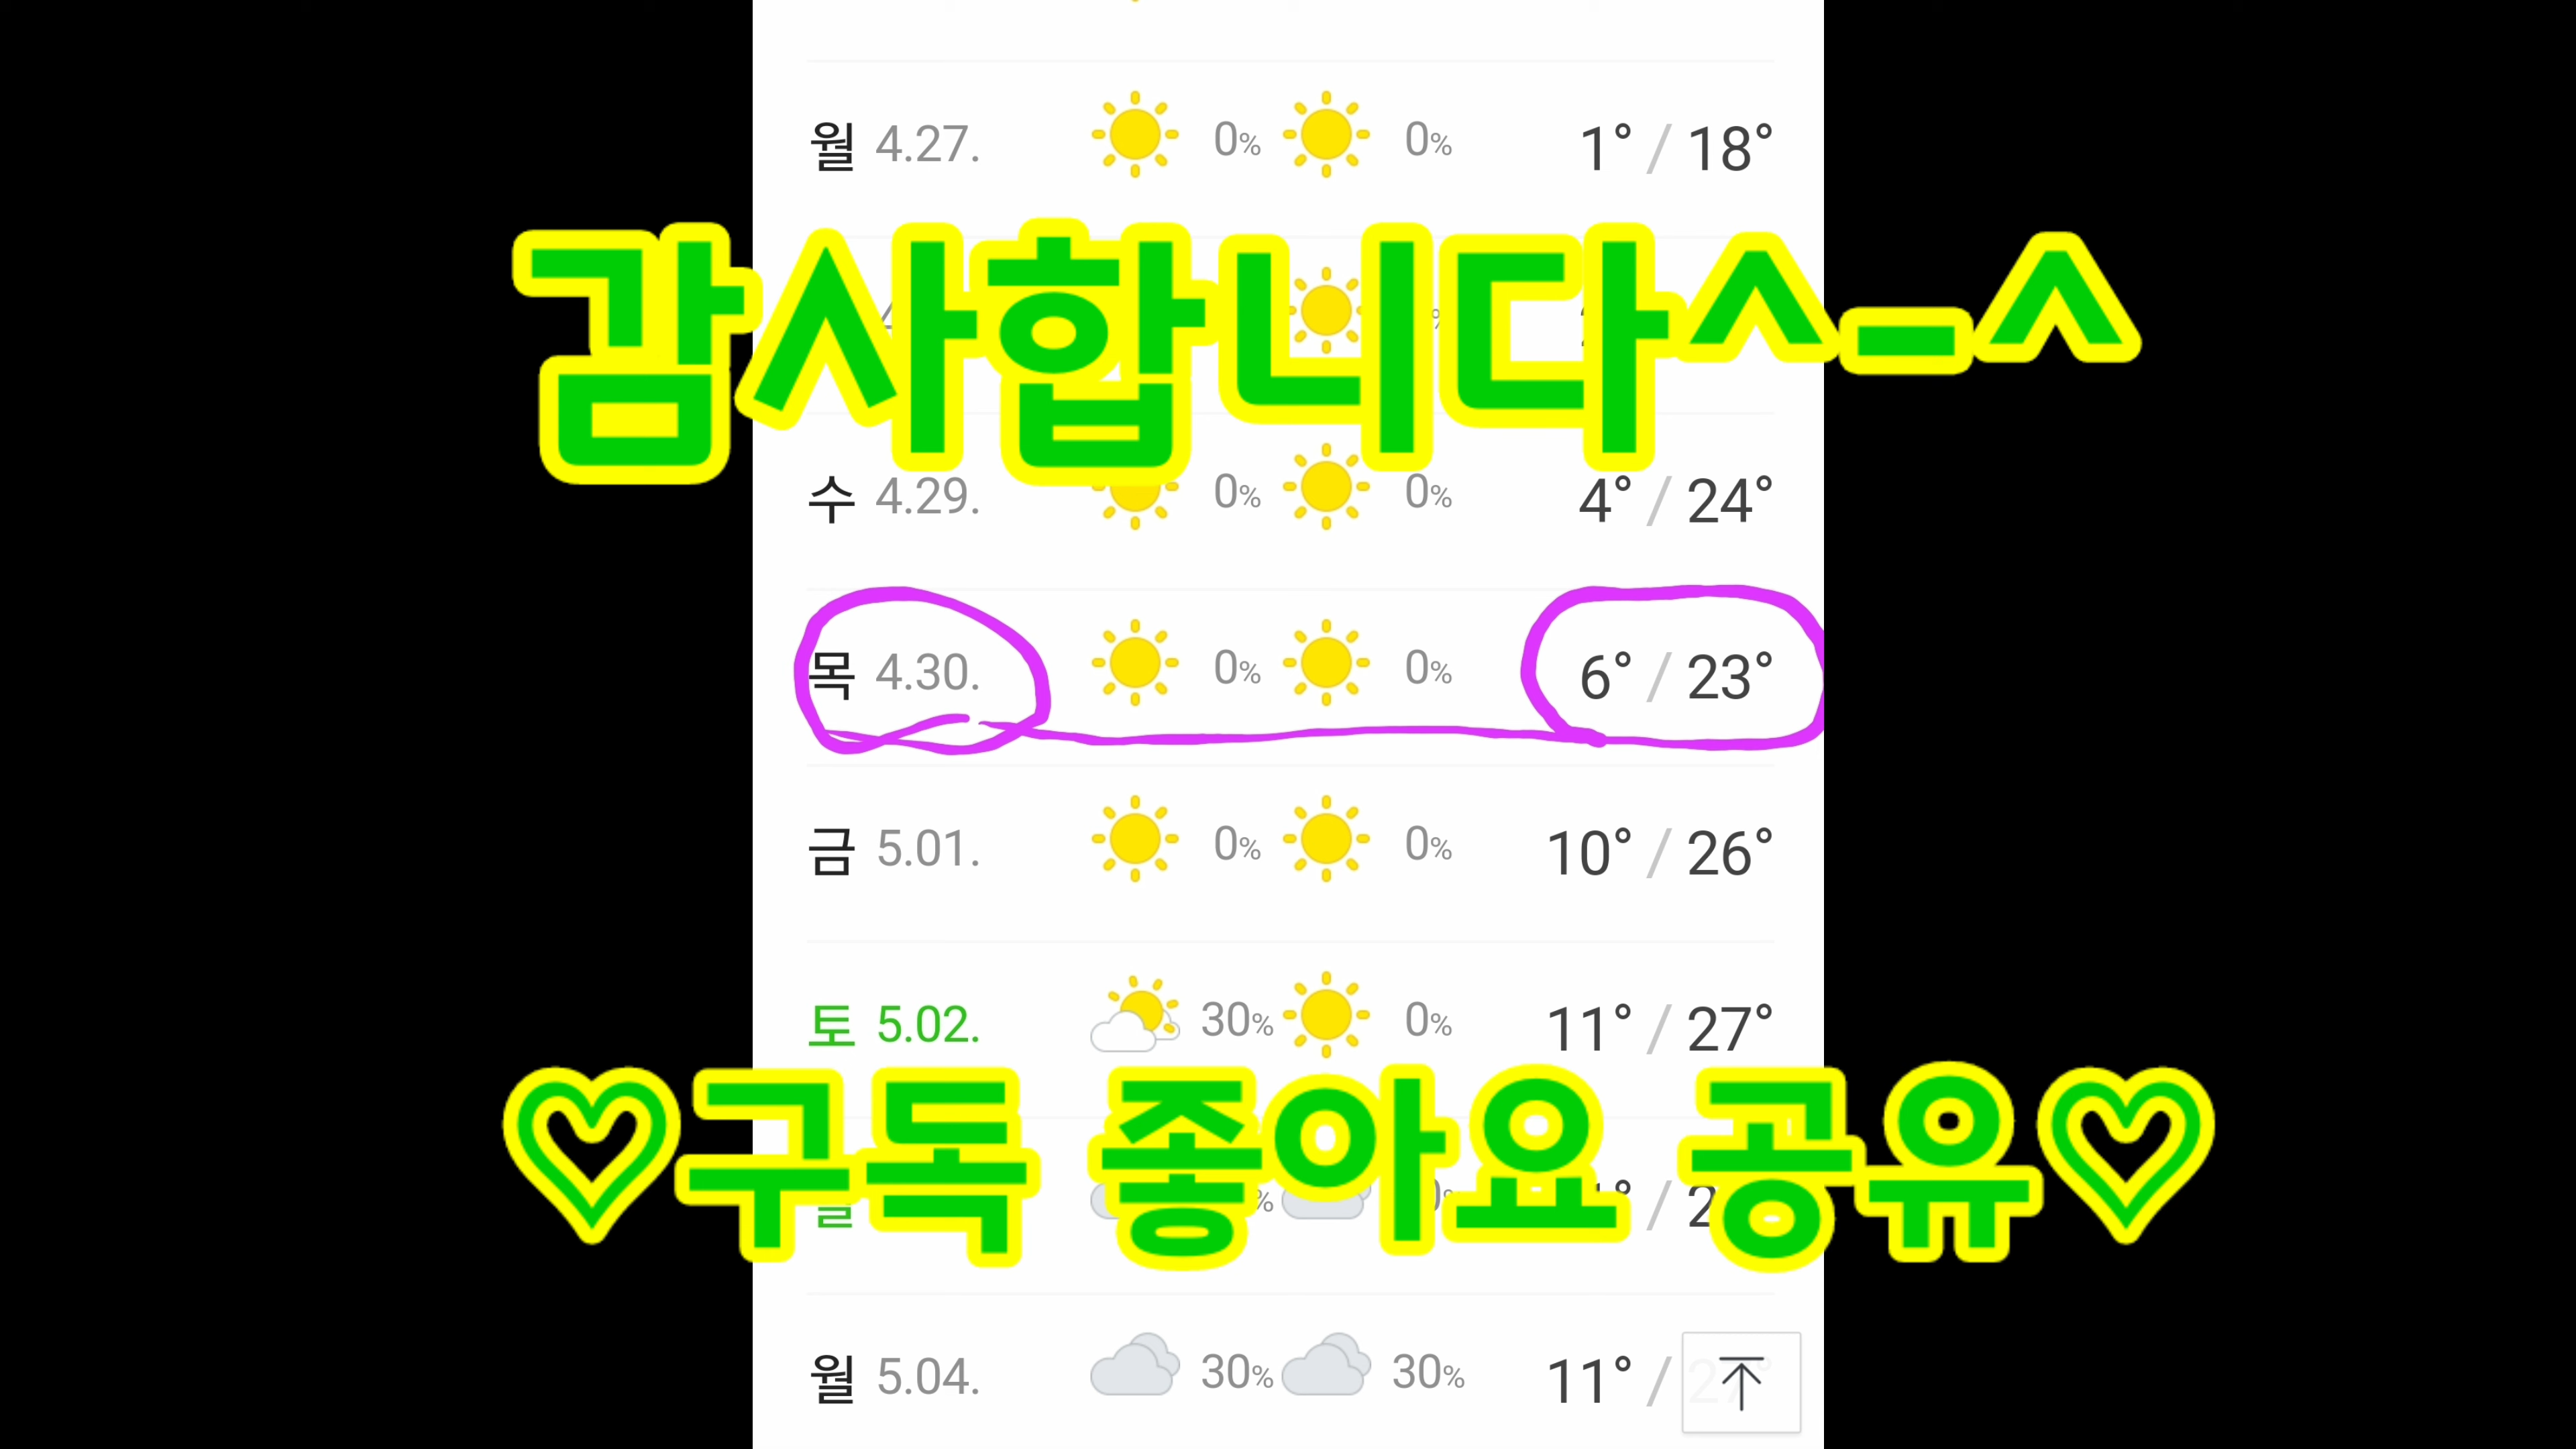 월 4.27. 0% 0% 1° / 18°
감사합니다^-^
수 4.29. 0% 0% 4° / 24°
목 4.30. 0% 0% 6° / 23°
금 5.01. 0% 0% 10° / 26°
토 5.02. 30% 0% 11° / 27°
♡구독 좋아요 공유♡
월 5.04. 30% 30% 11° / 27°